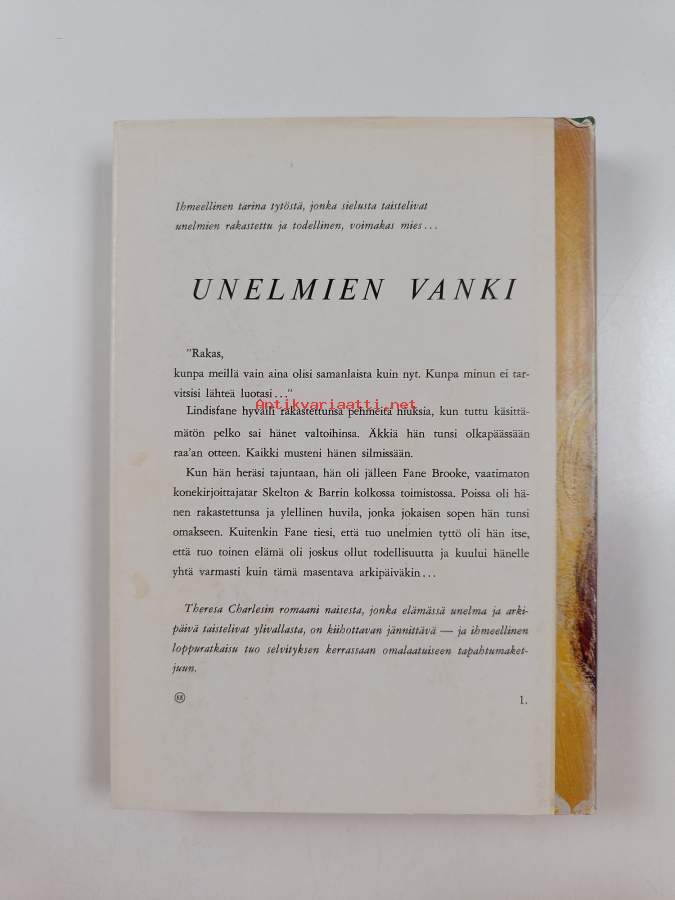 Ihmeellinen tarina tytöstä, jonka sielusta taistelivat
unelmien rakastettu ja todellinen, voimakas mies...
UNELMIEN VANKI
"Rakas,
kunpa meillä vain aina olisi samanlaista kuin nyt. Kunpa minun ei tar-
vitsisi lähteä luotasi..."
Antikvariaatti.net
Lindisfane hyväili rakastettunsa pehmeitä hiuksia, kun tuttu käsittä-
mätön pelko sai hänet valtoihinsa. Äkkiä hän tunsi olkapäässään
raa'an otteen. Kaikki musteni hänen silmissään.
Kun hän heräsi tajuntaan, hän oli jälleen Fane Brooke, vaatimaton
konekirjoittajatar Skelton & Barrin kolkossa toimistossa. Poissa oli hä-
nen rakastettunsa ja ylellinen huvila, jonka jokaisen sopen hän tunsi
omakseen. Kuitenkin Fane tiesi, että tuo unelmien tyttö oli hän itse,
että tuo toinen elämä oli joskus ollut todellisuutta ja kuului hänelle
yhtä varmasti kuin tämä masentava arkipäiväkin...
Theresa Charlesin romaani naisesta, jonka elämässä unelma ja arki-
päivä taistelivat ylivallasta, on kiihottavan jännittävä — ja ihmeellinen
loppuratkaisu tuo selvityksen kerrassaan omalaatuiseen tapahtumaket-
juun.
1.